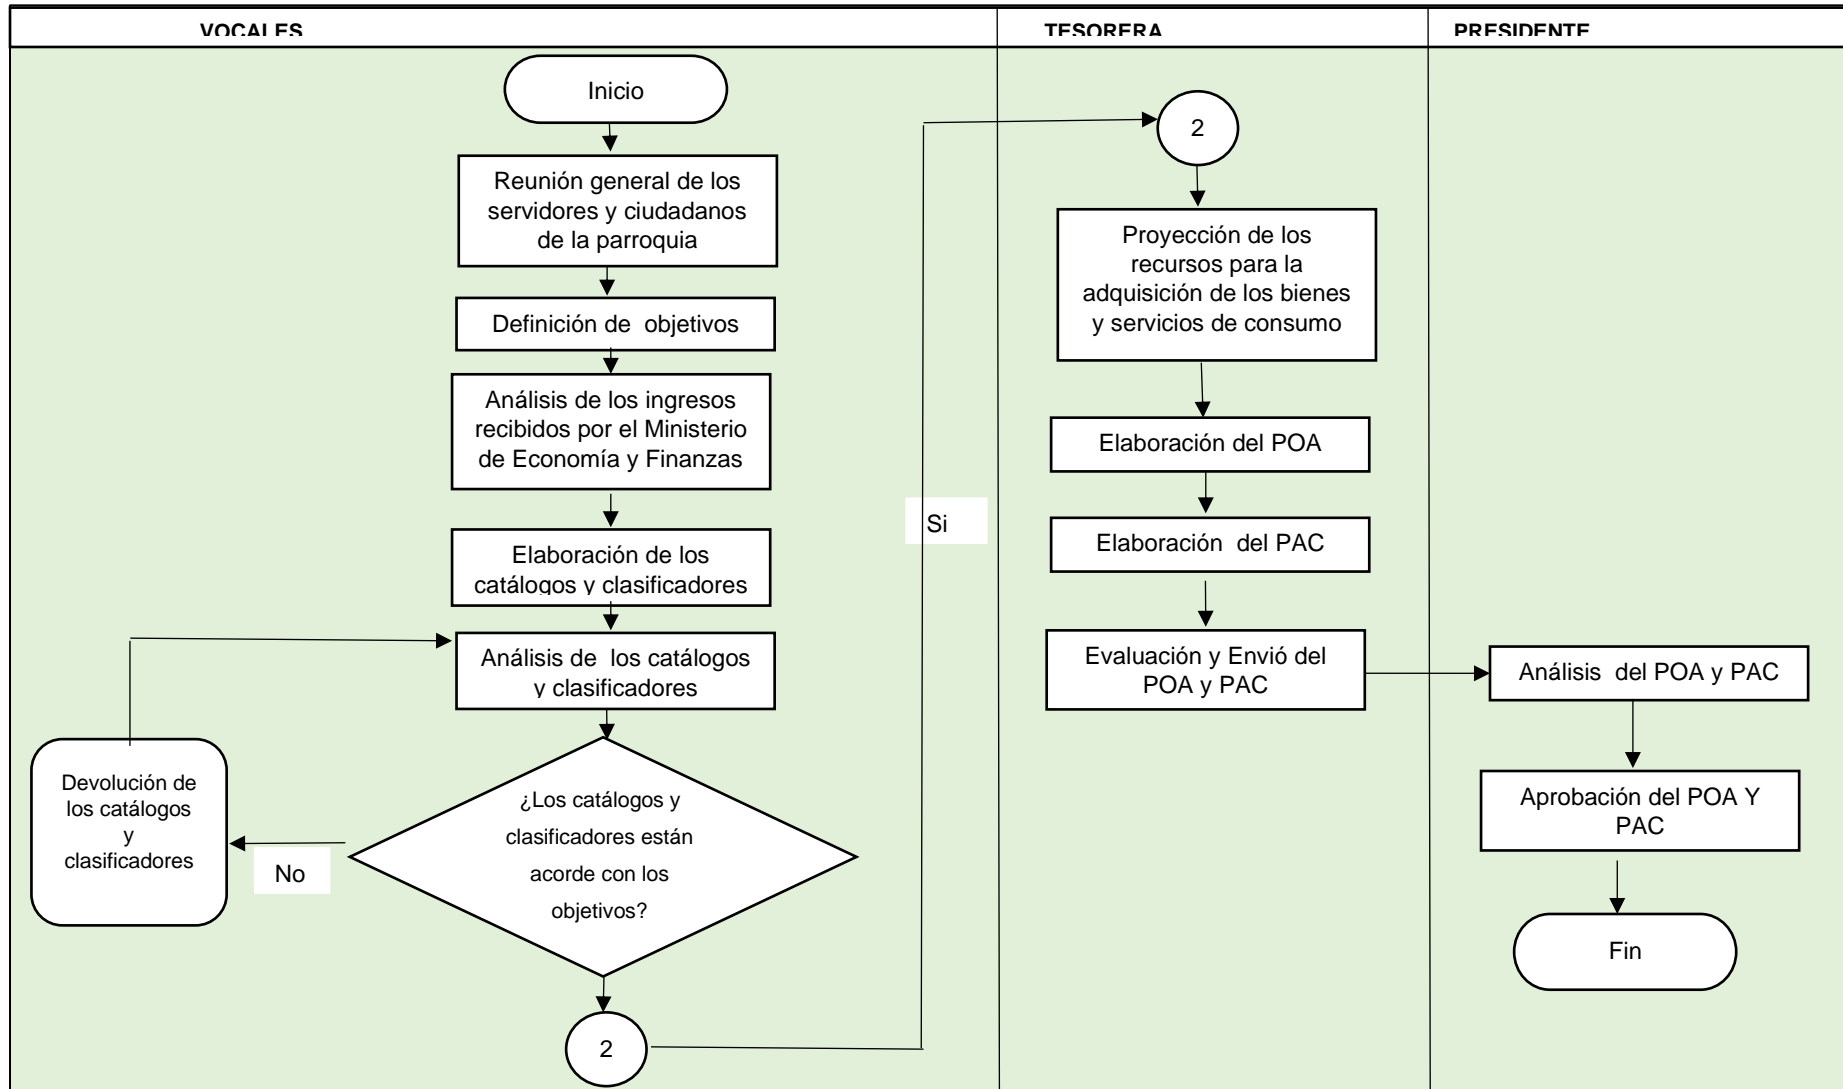 VOCALES
TESORERA
PRESIDENTE
Inicio
Reunión general de los
servidores y ciudadanos
de la parroquia
Definición de  objetivos
Análisis de los ingresos
recibidos por el Ministerio
de Economía y Finanzas
Elaboración de los
catálogos y clasificadores
Análisis de  los catálogos
y clasificadores
¿Los catálogos y
clasificadores están
acorde con los
objetivos?
No
Devolución de
los catálogos
y
clasificadores
2
Si
2
Proyección de los
recursos para la
adquisición de los bienes
y servicios de consumo
Elaboración del POA
Elaboración  del PAC
Evaluación y Envió del
POA y PAC
Análisis  del POA y PAC
Aprobación del POA Y
PAC
Fin